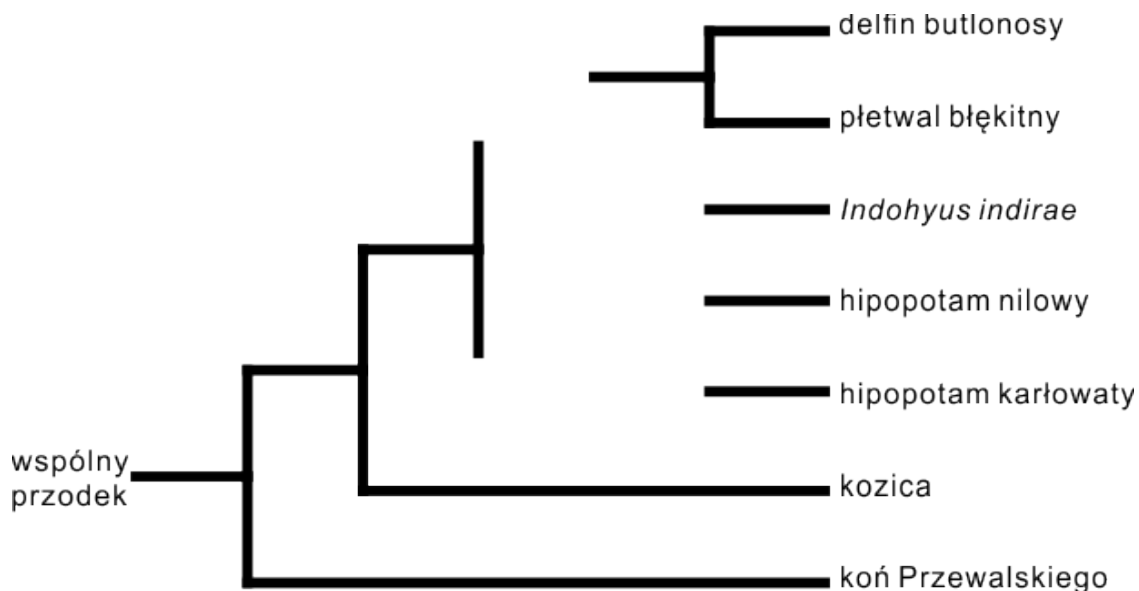 delfin butlonosy
płetwal błękitny
Indohyus indirae
hipopotam nilowy
hipopotam karłowaty
wspólny
przodek
kozica
koń Przewalskiego